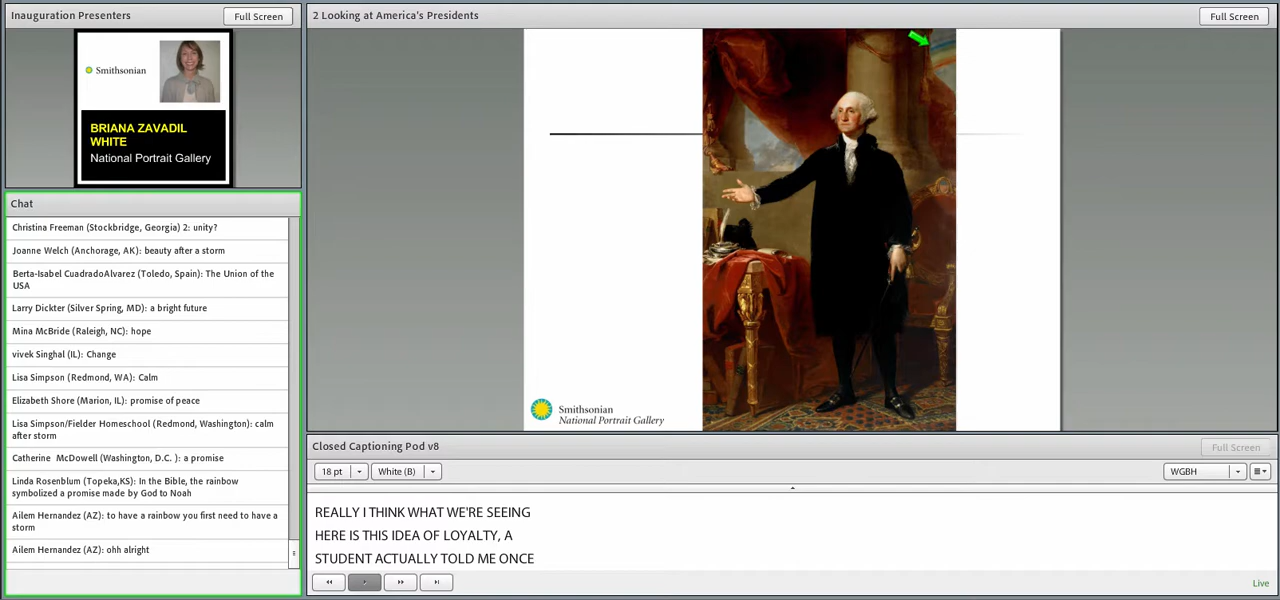 Inauguration Presenters
Full Screen
Smithsonian
BRIANA ZAVADIL
WHITE
National Portrait Gallery
Chat
Christina Freeman (Stockbridge, Georgia) 2: unity?
Joanne Welch (Anchorage, AK): beauty after a storm
Berta-Isabel CuadradoAlvarez (Toledo, Spain): The Union of the
USA
Larry Dickter (Silver Spring, MD): a bright future
Mina McBride (Raleigh, NC): hope
vivek Singhal (IL): Change
Lisa Simpson (Redmond, WA): Calm
Elizabeth Shore (Marion, IL): promise of peace
Lisa Simpson/Fielder Homeschool (Redmond, Washington): calm
after storm
Catherine McDowell (Washington, D.C. ): a promise
Linda Rosenblum (Topeka,KS): In the Bible, the rainbow
symbolized a promise made by God to Noah
Ailem Hernandez (AZ): to have a rainbow you first need to have a
storm
Ailem Hernandez (AZ): ohh alright
2 Looking at America's Presidents
Full Screen
Smithsonian
National Portrait Gallery
Closed Captioning Pod v8
Full Screen
18 pt
White (B)
WGBH
REALLY I THINK WHAT WE'RE SEEING
HERE IS THIS IDEA OF LOYALTY, A
STUDENT ACTUALLY TOLD ME ONCE
Live